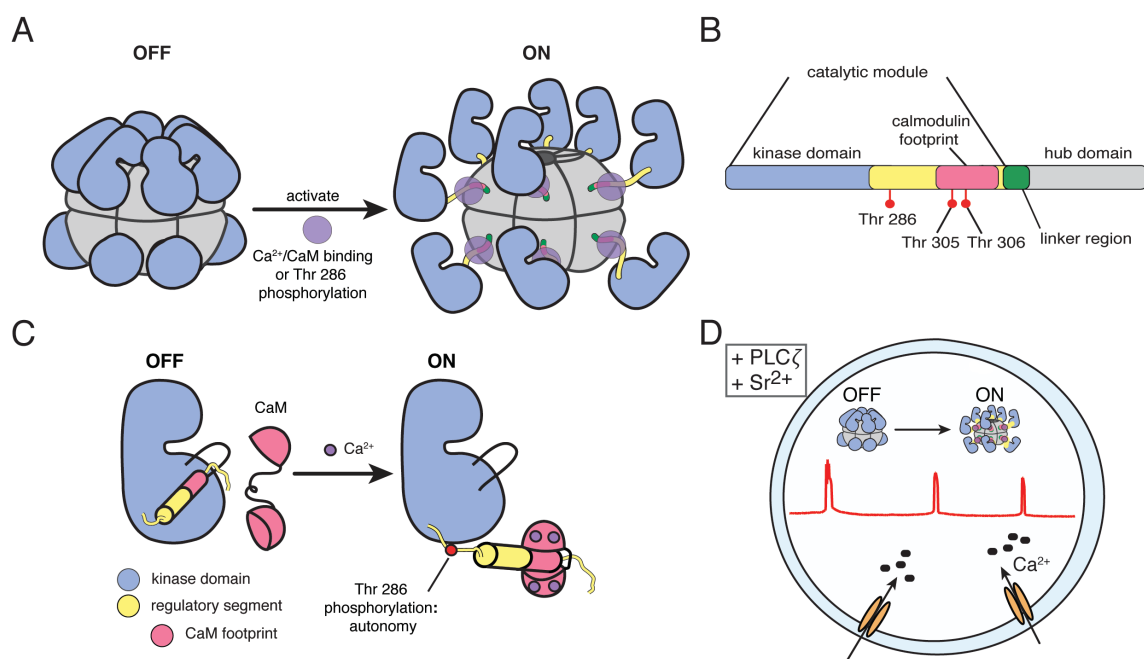 A
OFF
ON
activate
Ca²⁺/CaM binding
or Thr 286
phosphorylation
B
catalytic module
calmodulin
footprint
kinase domain
hub domain
Thr 286
Thr 305
Thr 306
linker region
C
OFF
ON
CaM
Ca²⁺
Thr 286
phosphorylation:
autonomy
kinase domain
regulatory segment
CaM footprint
D
+ PLCζ
+ Sr²⁺
OFF
ON
Ca²⁺